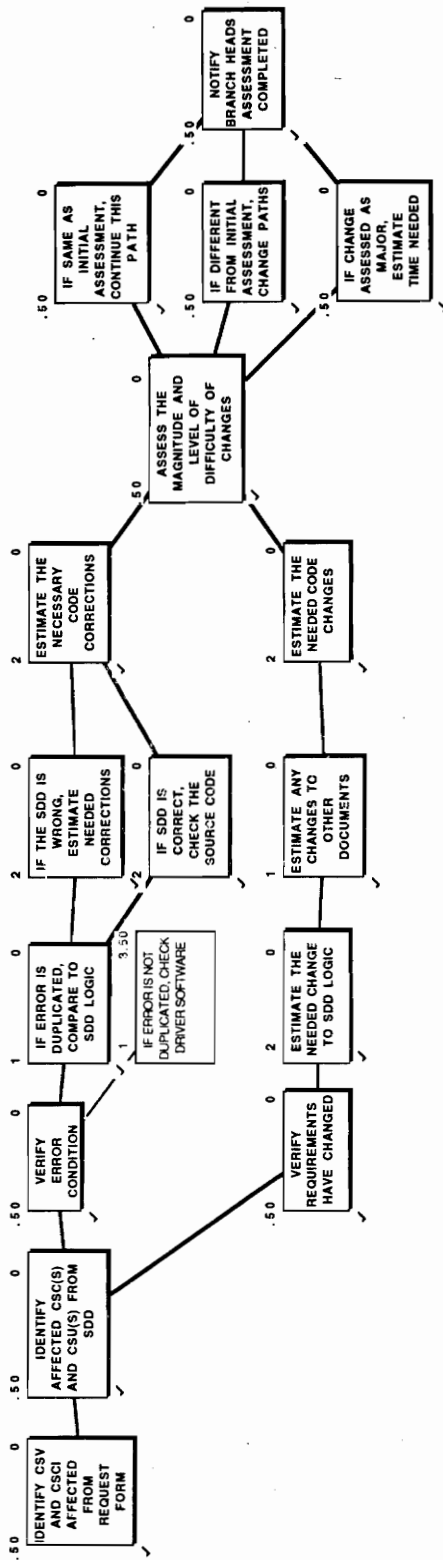 .50 0
IDENTIFY CSV
AND CSCI
AFFECTED
FROM
REQUEST
FORM
.50 0
IDENTIFY
AFFECTED CSC(S)
AND CSU(S) FROM
SDD
.50 0
VERIFY
ERROR
CONDITION
1 0
IF ERROR IS
DUPLICATED,
COMPARE TO
SDD LOGIC
1 3.50
IF ERROR IS NOT
DUPLICATED, CHECK
DRIVER SOFTWARE
2 0
IF THE SDD IS
WRONG,
ESTIMATE
NEEDED
CORRECTIONS
2 0
IF SDD IS
CORRECT,
CHECK THE
SOURCE CODE
2 0
ESTIMATE THE
NECESSARY
CODE
CORRECTIONS
.50 0
VERIFY
REQUIREMENTS
HAVE CHANGED
2 0
ESTIMATE THE
NEEDED CHANGE
TO SDD LOGIC
1 0
ESTIMATE ANY
CHANGES TO
OTHER
DOCUMENTS
2 0
ESTIMATE THE
NEEDED CODE
CHANGES
.50 0
ASSESS THE
MAGNITUDE AND
LEVEL OF
DIFFICULTY OF
CHANGES
.50 0
IF SAME AS
INITIAL
ASSESSMENT,
CONTINUE THIS
PATH
.50 0
IF DIFFERENT
FROM INITIAL
ASSESSMENT,
CHANGE PATHS
.50 0
IF CHANGE
ASSESSED AS
MAJOR,
ESTIMATE
TIME NEEDED
.50 0
NOTIFY
BRANCH HEADS
ASSESSMENT
COMPLETED